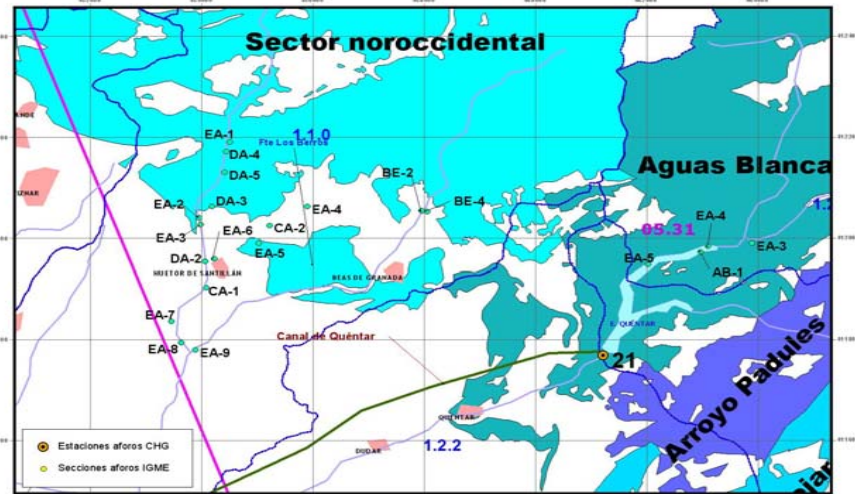 Sector noroccidental
EA-1
1.1.0
Fte Los Berros
DA-4
DA-5
Aguas Blanca
BE-2
BE-4
EA-2
DA-3
EA-4
EA-3
EA-6
CA-2
EA-5
DA-2
HUETOR DE SANTILLÁN
BEAS DE GRANADA
CA-1
05.31
EA-4
EA-3
EA-5
AB-1
EA-7
EA-8
EA-9
Canal de Quéntar
E. QUENTAR
21
QUENTAR
DUDAR
1.2.2
Arroyo Padules
Estaciones aforos CHG
Secciones aforos IGME